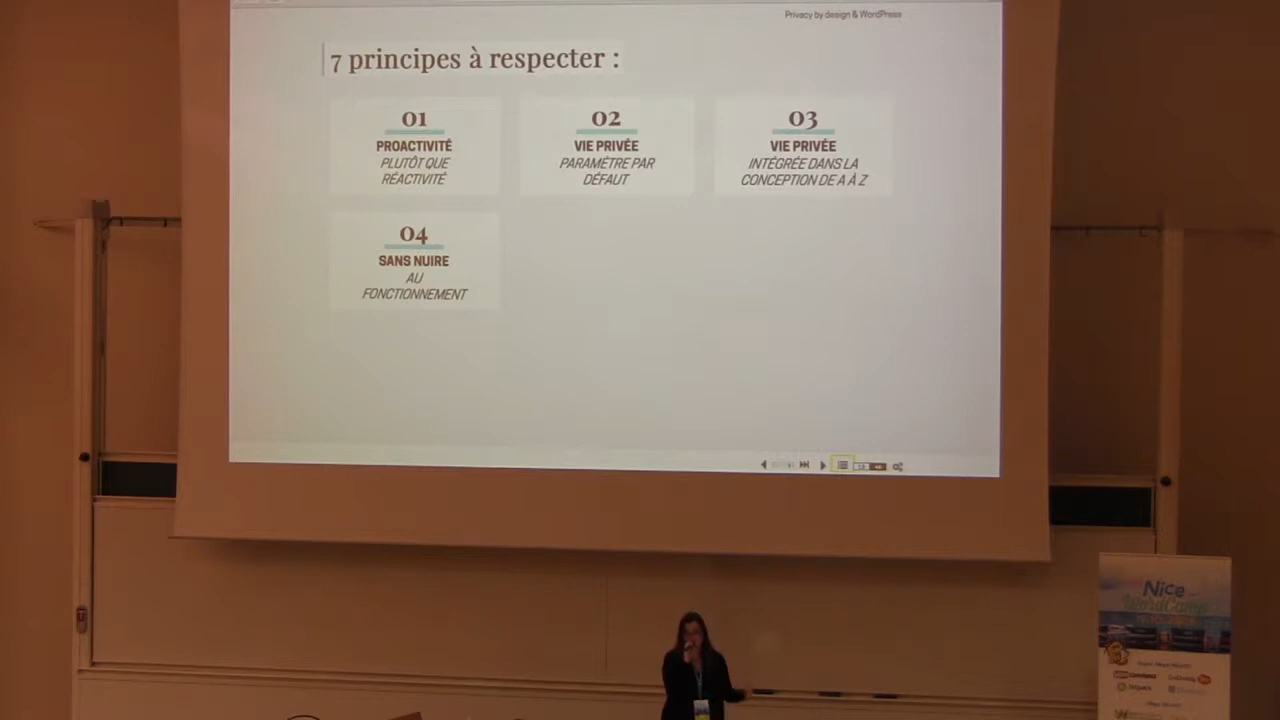 Privacy by design & WordPress
7 principes à respecter :
01
PROACTIVITÉ
PLUTÔT QUE
RÉACTIVITÉ
02
VIE PRIVÉE
PARAMÈTRE PAR
DÉFAUT
03
VIE PRIVÉE
INTÉGRÉE DANS LA
CONCEPTION DE A À Z
04
SANS NUIRE
AU
FONCTIONNEMENT
Nice
WordCamp